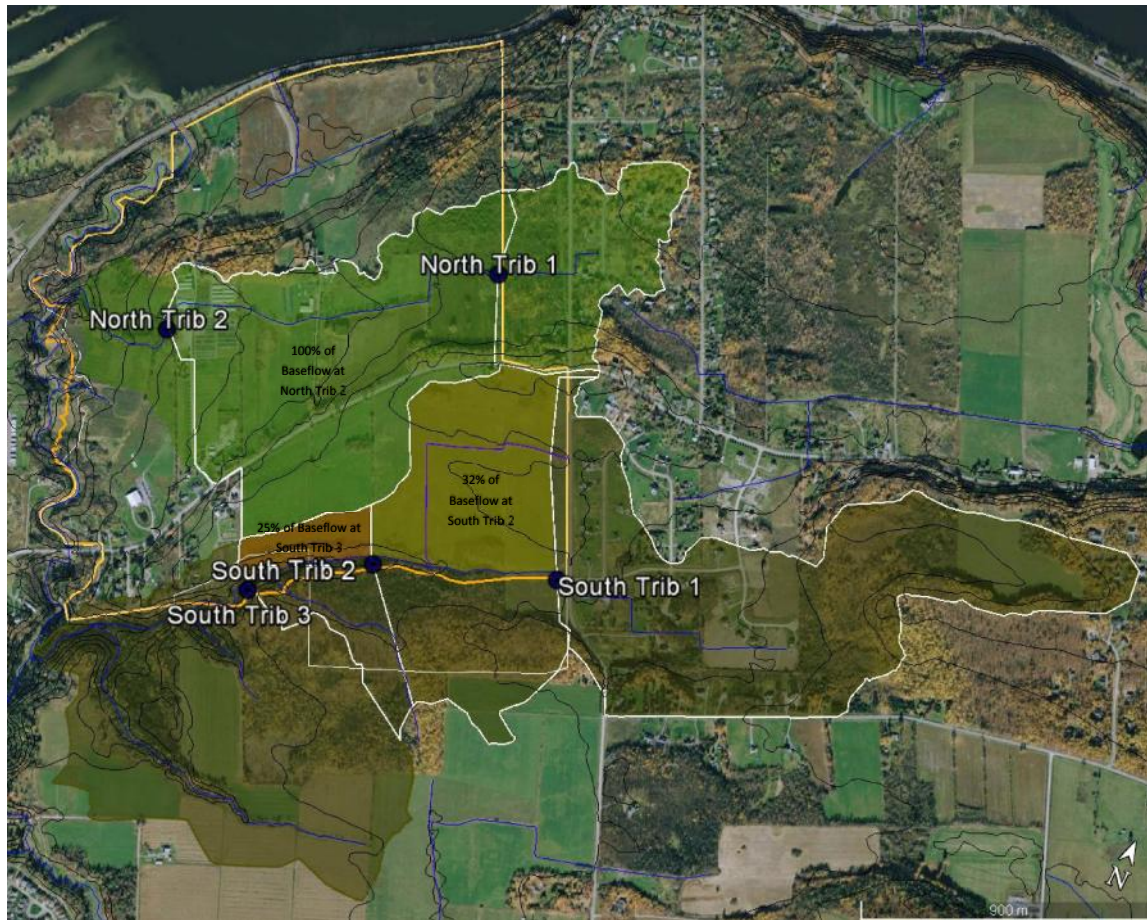 North Trib 1
North Trib 2
100% of
Baseflow at
North Trib 2
32% of
Baseflow at
South Trib 2
25% of Baseflow at
South Trib 3
South Trib 2
South Trib 1
South Trib 3
N
900 m